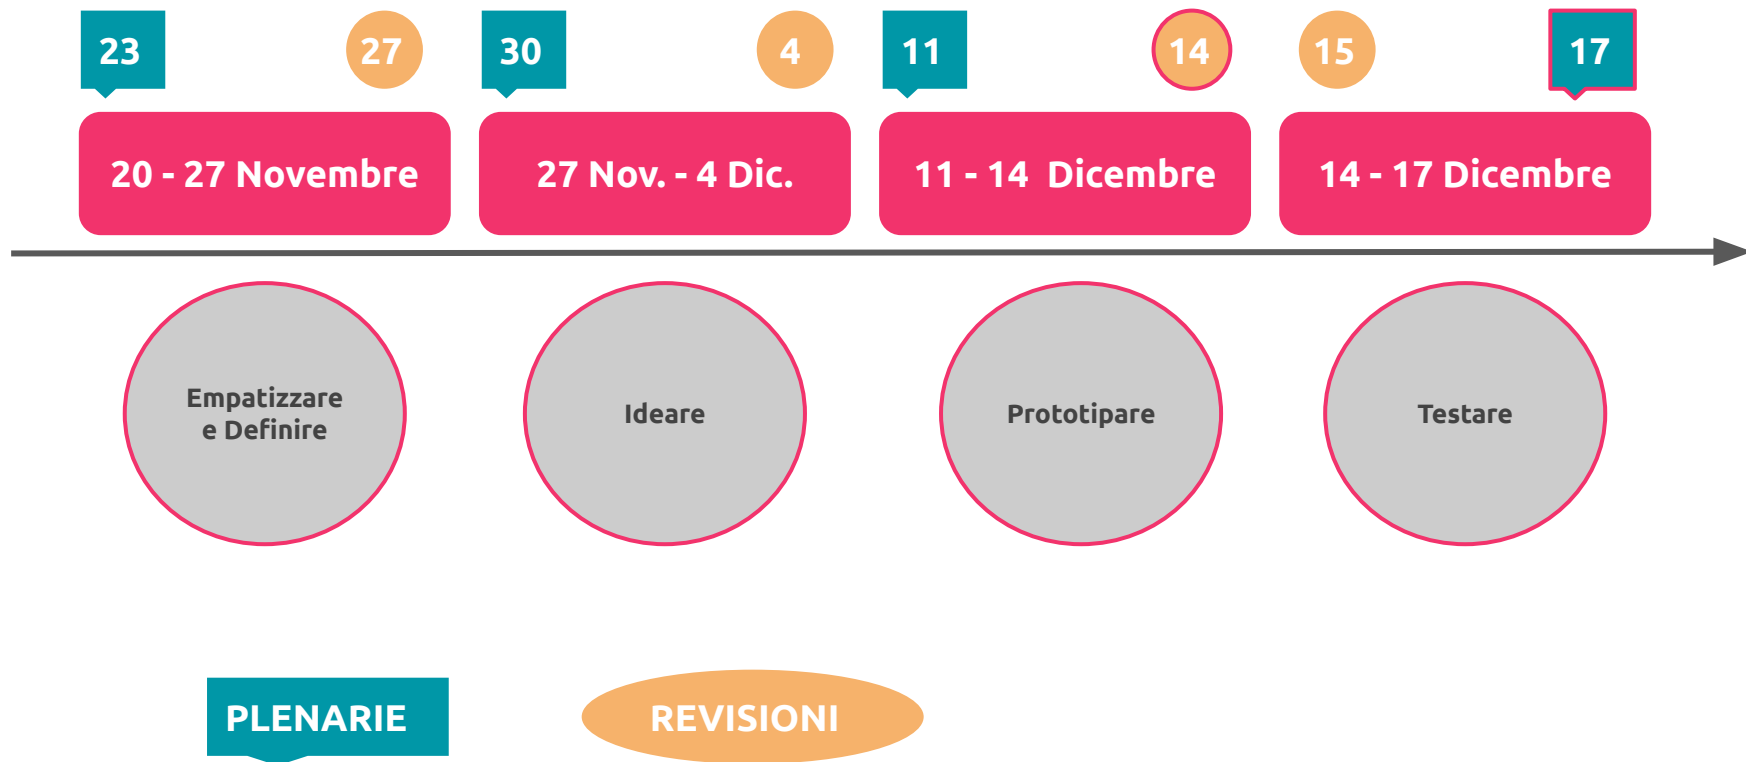 23
27
30
4
11
14
15
17
20 - 27 Novembre
27 Nov. - 4 Dic.
11 - 14 Dicembre
14 - 17 Dicembre
Empatizzare
e Definire
Ideare
Prototipare
Testare
PLENARIE
REVISIONI